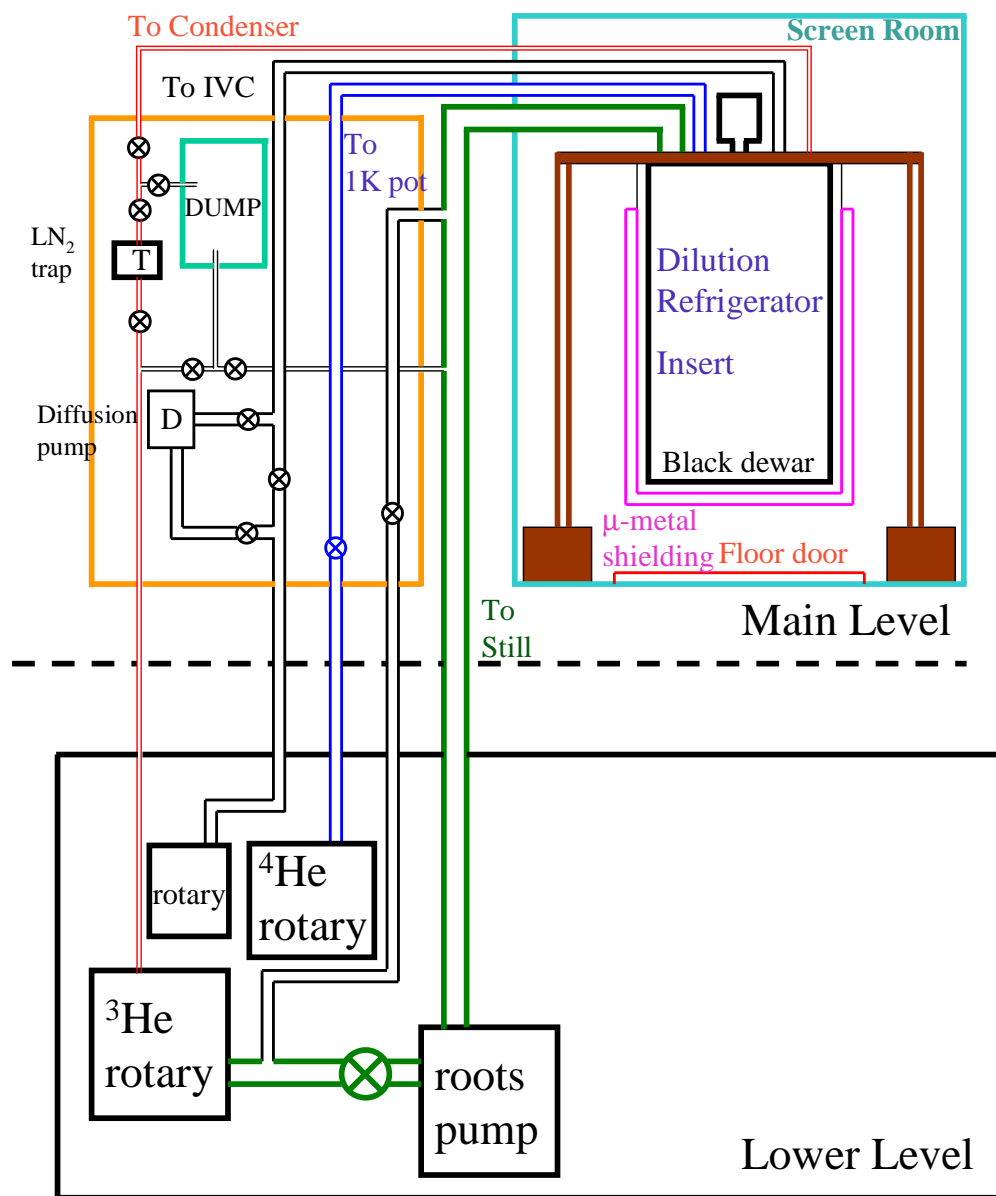 To Condenser
Screen Room
To IVC
To
1K pot
DUMP
LN₂
trap
T
Dilution
Refrigerator
Insert
Diffusion
pump
D
Black dewar
μ-metal
shielding
Floor door
To
Still
Main Level
rotary
⁴He
rotary
³He
rotary
roots
pump
Lower Level